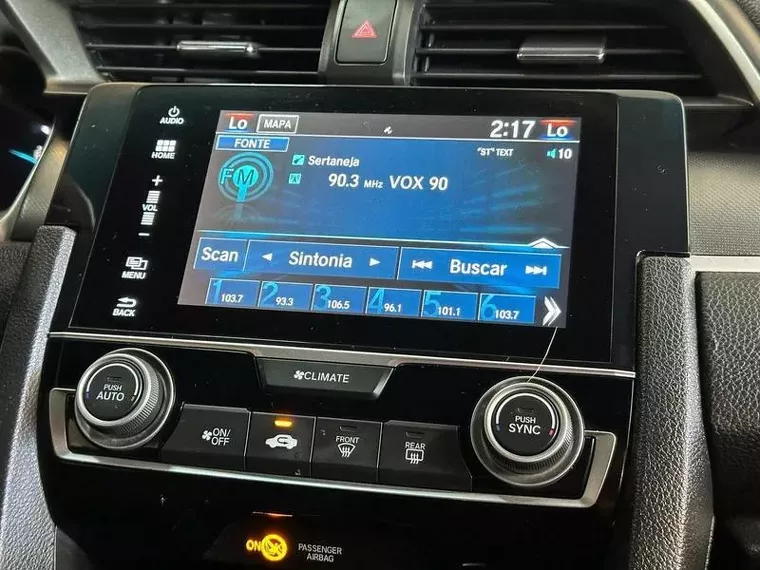 AUDIO
HOME
+
VOL
−
MENU
BACK
Lo MAPA 2:17 Lo
FONTE "ST" TEXT 10
FM
Sertaneja
90.3 MHz VOX 90
Scan Sintonia Buscar
1 103.7 2 93.3 3 106.5 4 96.1 5 101.1 6 103.7
CLIMATE
PUSH AUTO
PUSH SYNC
ON/OFF
FRONT
REAR
ON PASSENGER AIRBAG